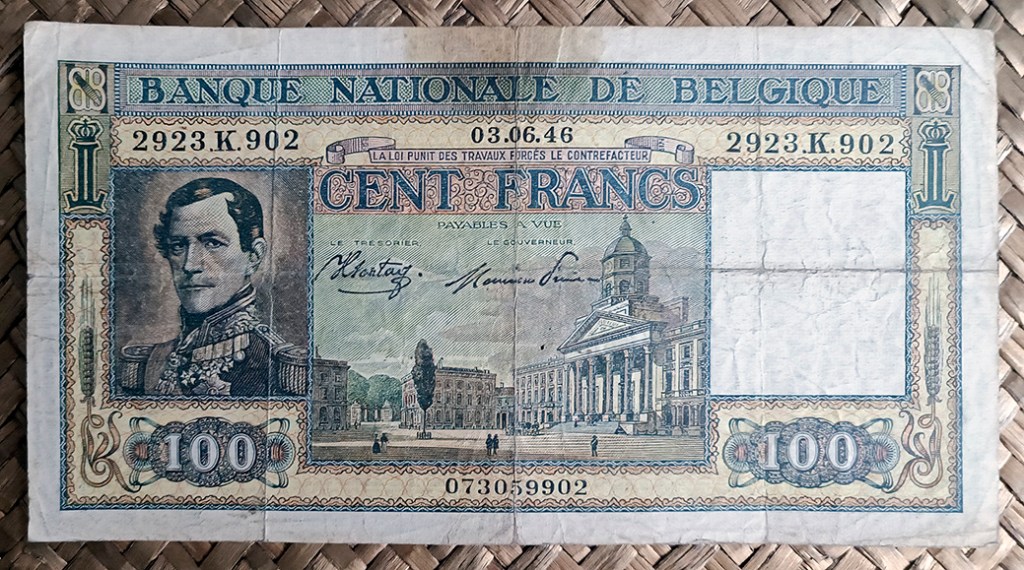 BANQUE NATIONALE DE BELGIQUE
2923.K.902
03.06.46
2923.K.902
LA LOI PUNIT DES TRAVAUX FORCÉS LE CONTREFACTEUR
CENT FRANCS
PAYABLES A VUE
LE TRESORIER,
LE GOUVERNEUR.
100
100
073059902